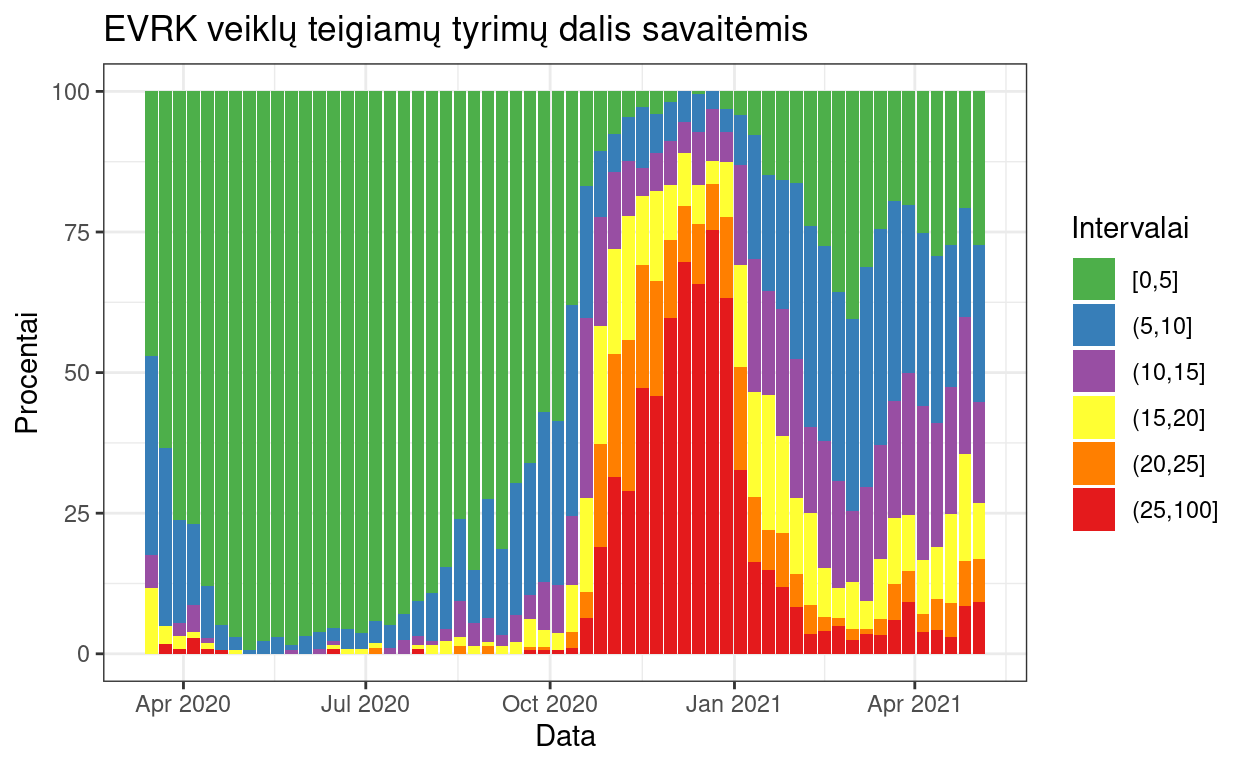 EVRK veiklų teigiamų tyrimų dalis savaitėmis
100
75
50
25
0
Procentai
Apr 2020 Jul 2020 Oct 2020 Jan 2021 Apr 2021
Data
Intervalai
[0,5]
(5,10]
(10,15]
(15,20]
(20,25]
(25,100]